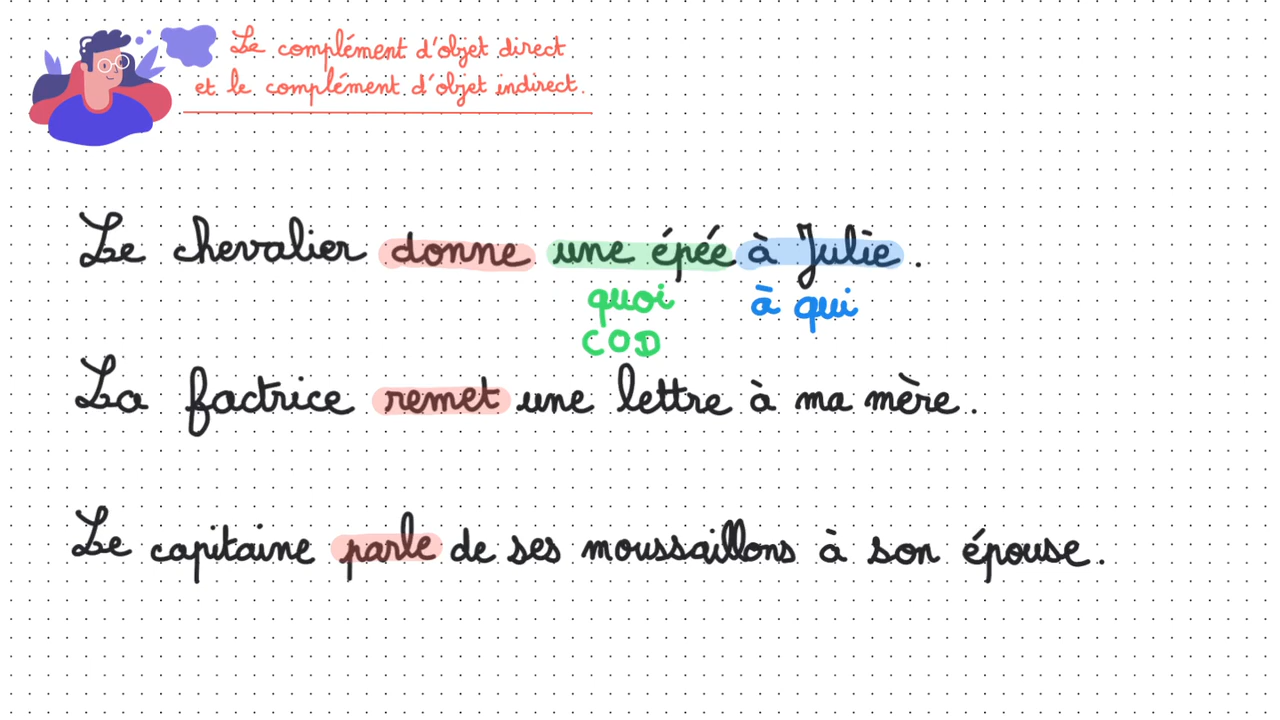 Le complément d'objet direct
et le complément d'objet indirect.
Le chevalier donne une épée à Julie.
quoi à qui
COD
La factrice remet une lettre à ma mère.
Le capitaine parle de ses moussaillons à son épouse.